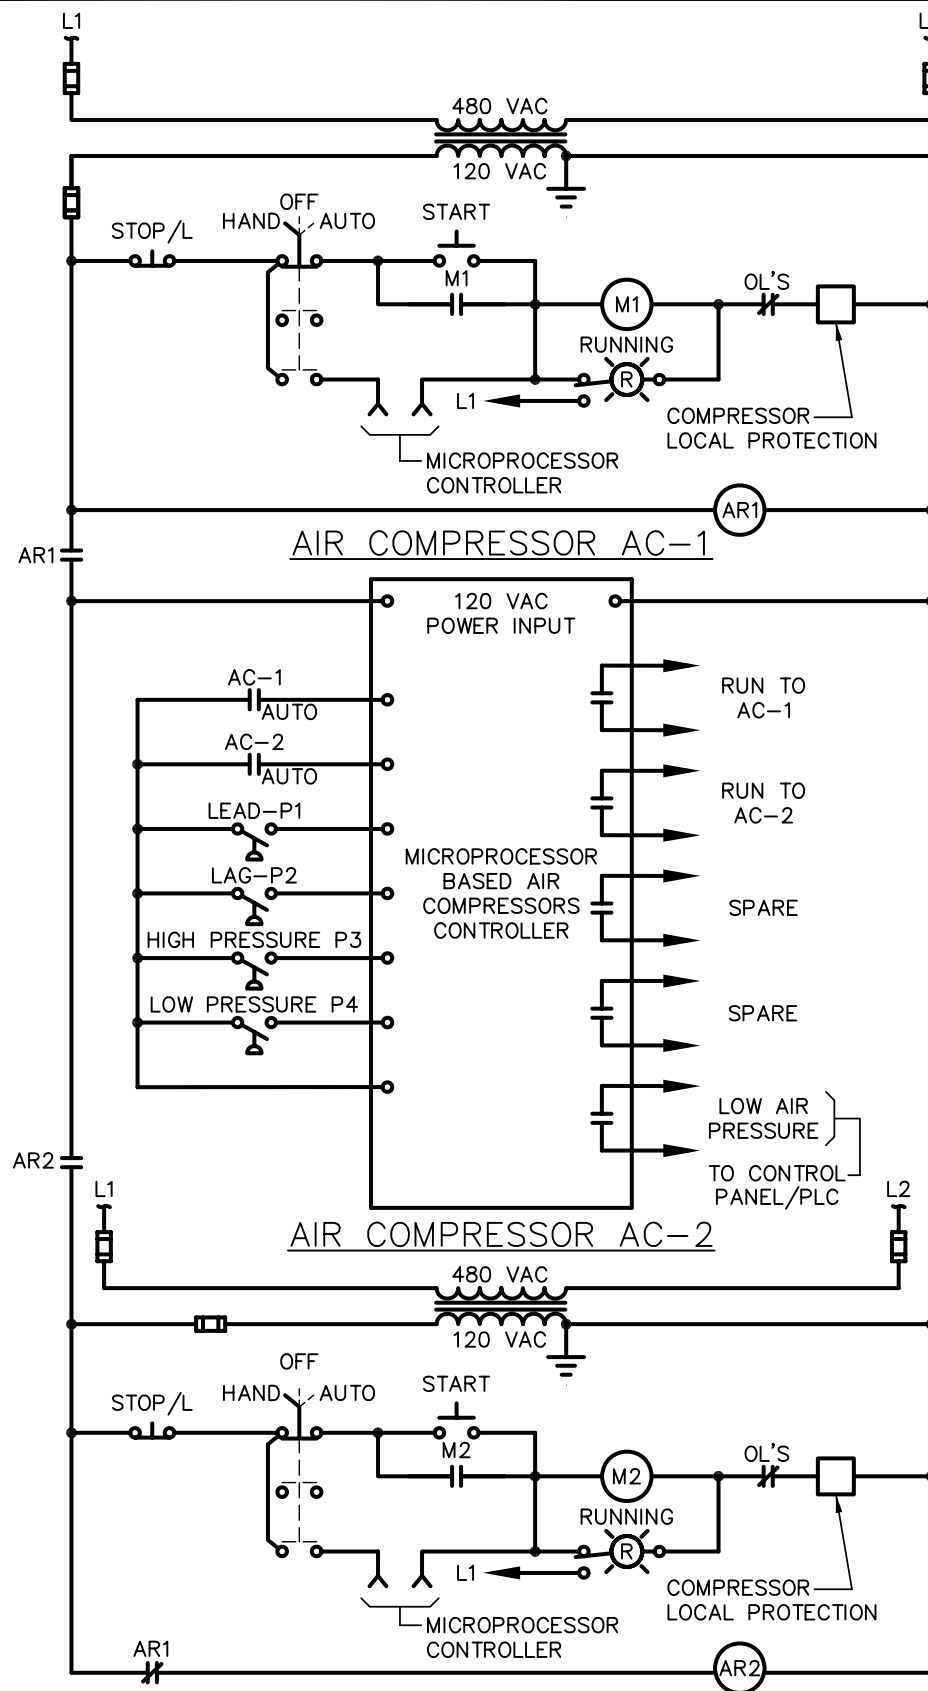 L1
L
480 VAC
120 VAC
OFF
HAND
AUTO
START
STOP/L
M1
M1
OL'S
RUNNING
R
L1
COMPRESSOR
LOCAL PROTECTION
MICROPROCESSOR
CONTROLLER
AR1
AIR COMPRESSOR AC-1
AR1
120 VAC
POWER INPUT
AC-1
AUTO
RUN TO
AC-1
AC-2
AUTO
RUN TO
AC-2
LEAD-P1
MICROPROCESSOR
BASED AIR
COMPRESSORS
CONTROLLER
LAG-P2
SPARE
HIGH PRESSURE P3
LOW PRESSURE P4
SPARE
LOW AIR
PRESSURE
TO CONTROL
PANEL/PLC
AR2
L1
L2
AIR COMPRESSOR AC-2
480 VAC
120 VAC
OFF
HAND
AUTO
START
STOP/L
M2
M2
OL'S
RUNNING
R
L1
COMPRESSOR
LOCAL PROTECTION
MICROPROCESSOR
CONTROLLER
AR1
AR2